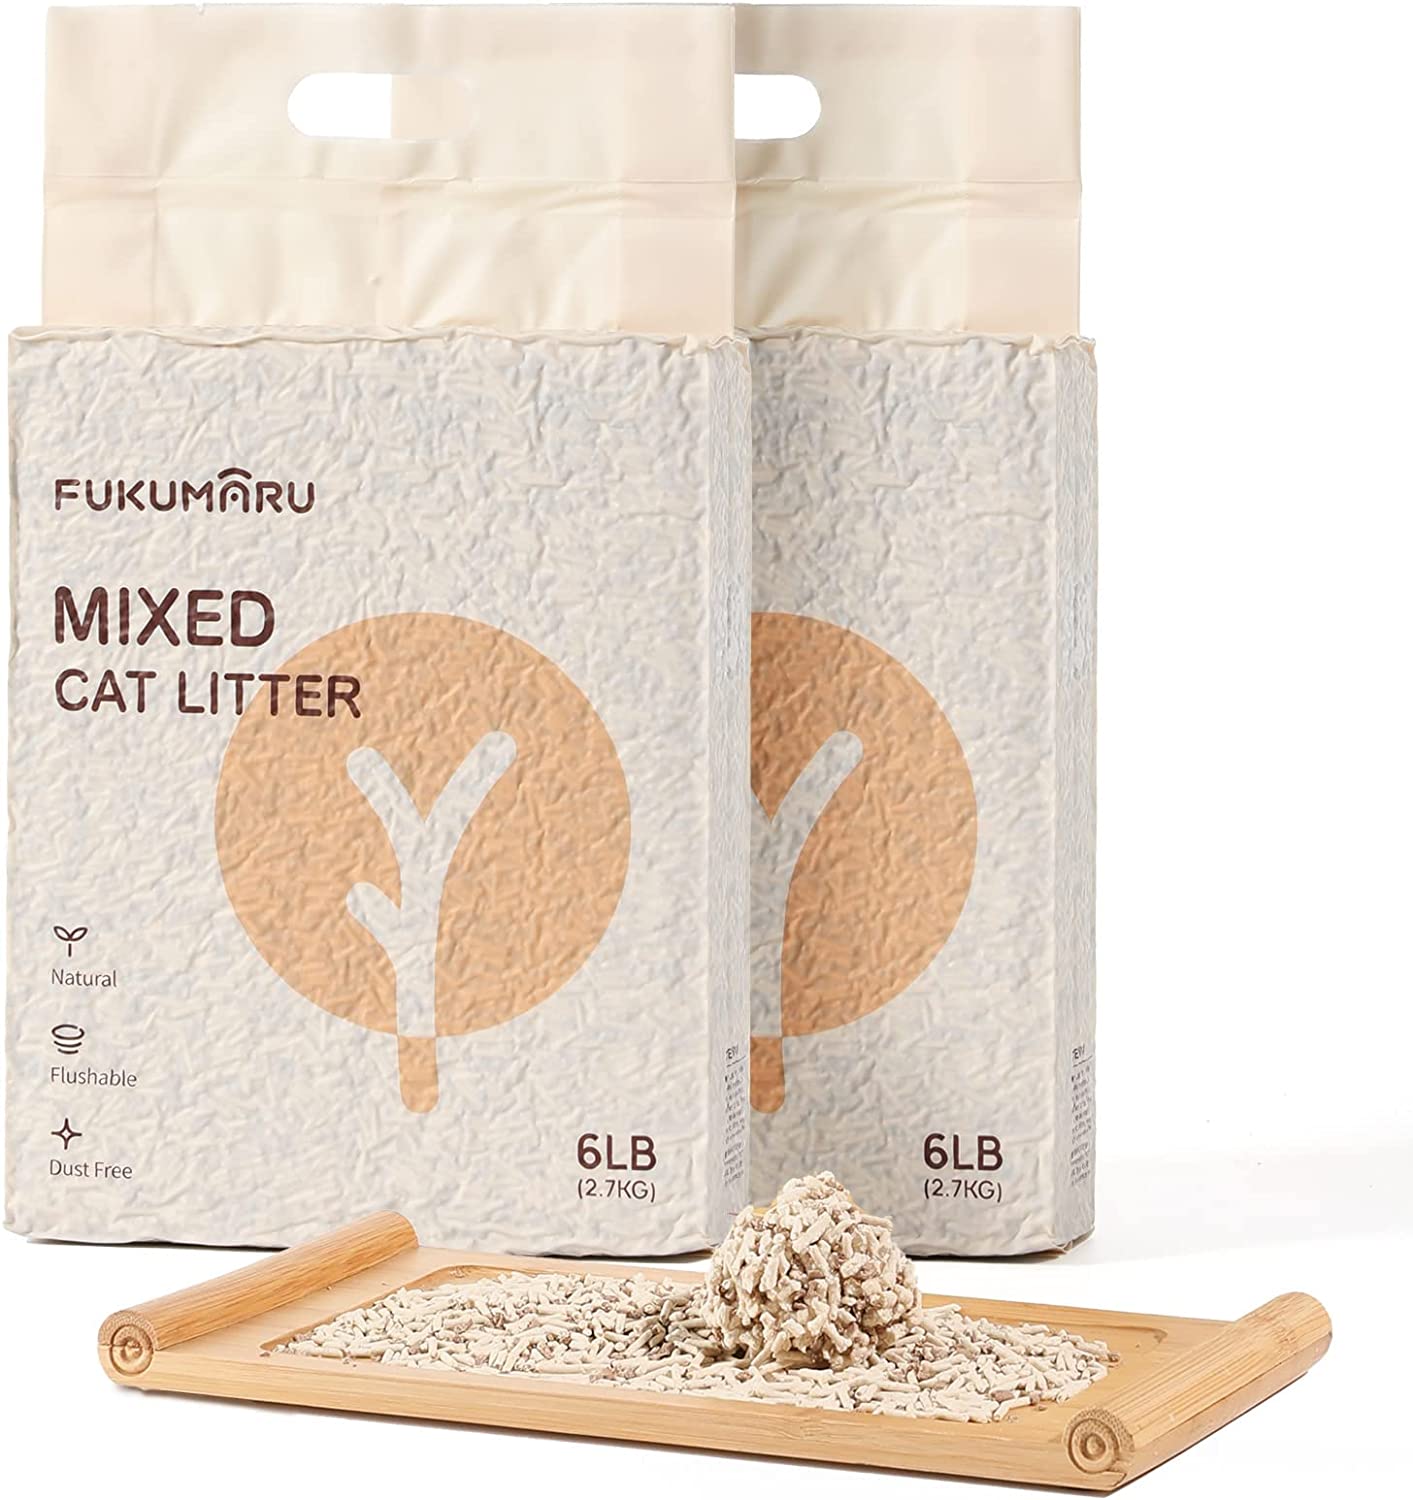 FUKUMARU
MIXED
CAT LITTER
Natural
Flushable
Dust Free
6LB
(2.7KG)
6LB
(2.7KG)